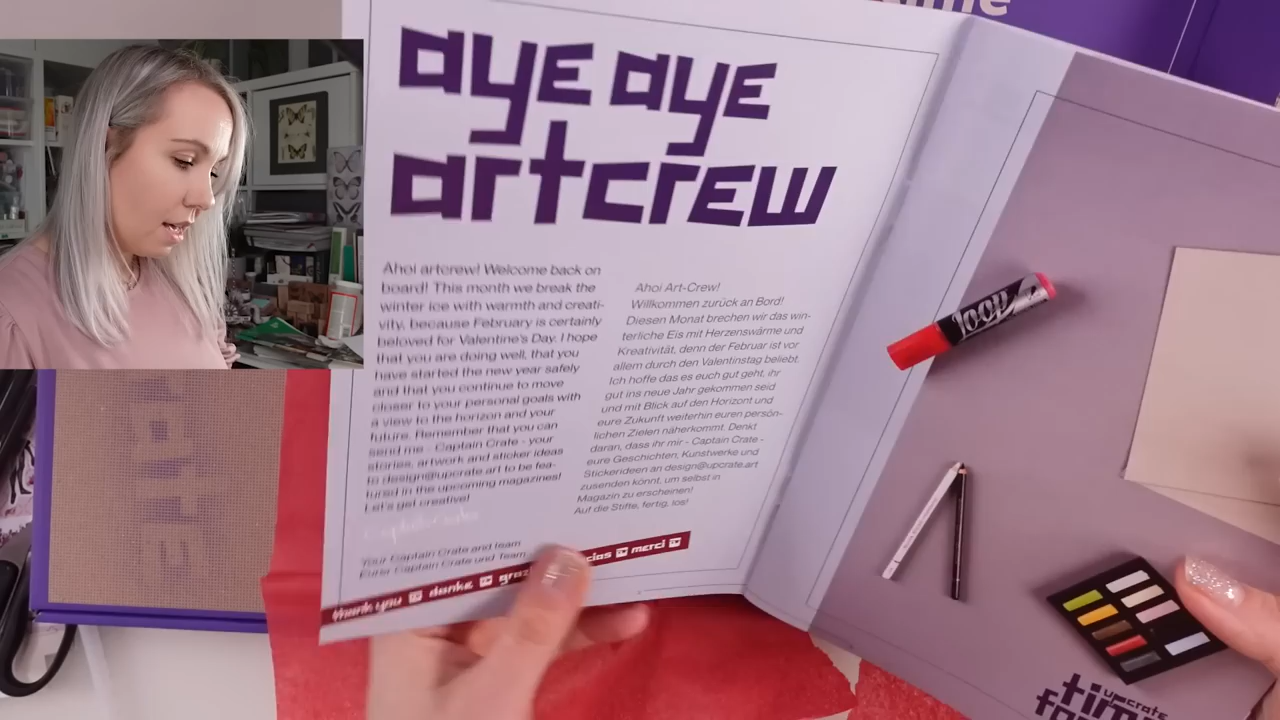 aye aye
artcrew
Ahoi artcrew! Welcome back on
board! This month we break the
winter ice with warmth and creati-
vity, because February is certainly
beloved for Valentine's Day. I hope
that you are doing well, that you
have started the new year safely
and that you continue to move
closer to your personal goals with
a view to the horizon and your
future. Remember that you can
send me - Captain Crate - your
stories, artwork and sticker ideas
to design@upcrate.art to be fea-
tured in the upcoming magazines!
Let's get creative!
Your Captain Crate and team
Eurer Captain Crate und Team
Ahoi Art-Crew!
Willkommen zurück an Bord!
Diesen Monat brechen wir das win-
terliche Eis mit Herzenswärme und
Kreativität, denn der Februar ist vor
allem durch den Valentinstag beliebt.
Ich hoffe das es euch gut geht, ihr
gut ins neue Jahr gekommen seid
und mit Blick auf den Horizont und
eure Zukunft weiterhin euren persön-
lichen Zielen näherkommt. Denkt
daran, dass ihr mir - Captain Crate -
eure Geschichten, Kunstwerke und
Stickerideen an design@upcrate.art
zusenden könnt, um selbst in
Magazin zu erscheinen!
Auf die Stifte, fertig, los!
thank you danke merci
loop
upcrate